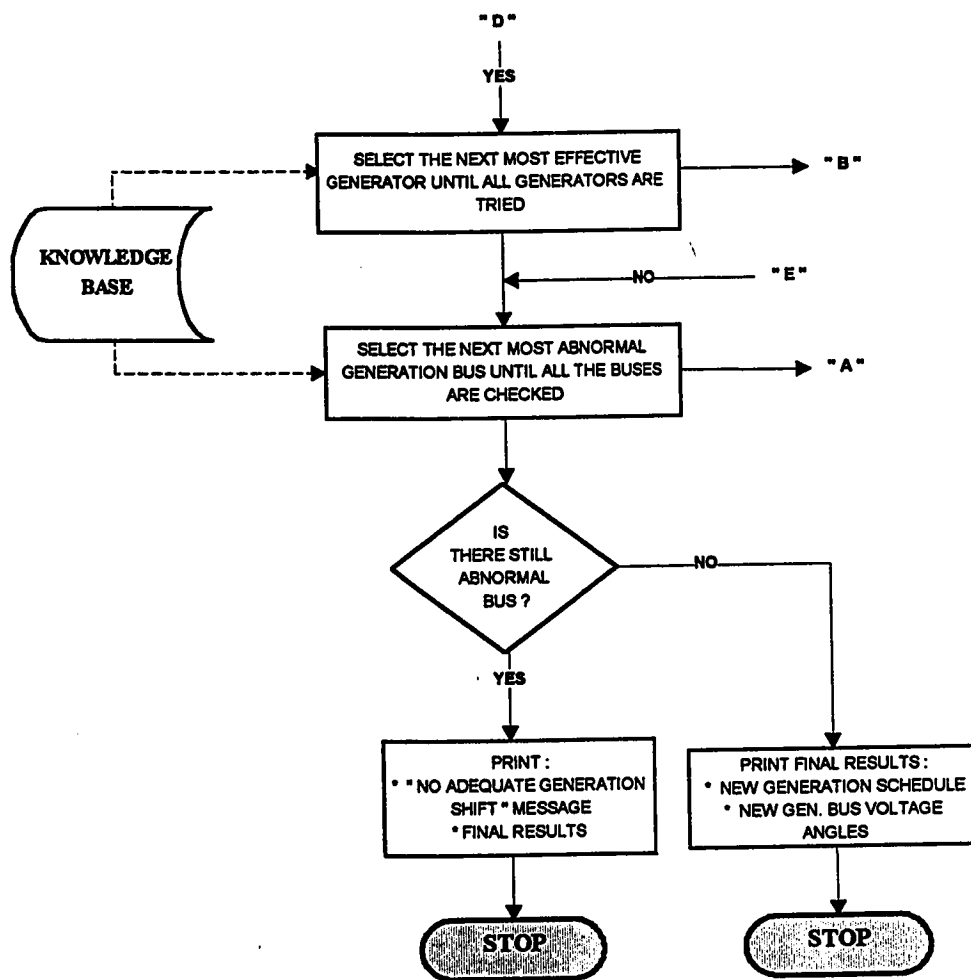 "D"
YES
SELECT THE NEXT MOST EFFECTIVE
GENERATOR UNTIL ALL GENERATORS ARE
TRIED
"B"
KNOWLEDGE
BASE
NO
"E"
SELECT THE NEXT MOST ABNORMAL
GENERATION BUS UNTIL ALL THE BUSES
ARE CHECKED
"A"
IS
THERE STILL
ABNORMAL
BUS ?
NO
YES
PRINT :
* " NO ADEQUATE GENERATION
SHIFT " MESSAGE
* FINAL RESULTS
PRINT FINAL RESULTS :
* NEW GENERATION SCHEDULE
* NEW GEN. BUS VOLTAGE
ANGLES
STOP
STOP